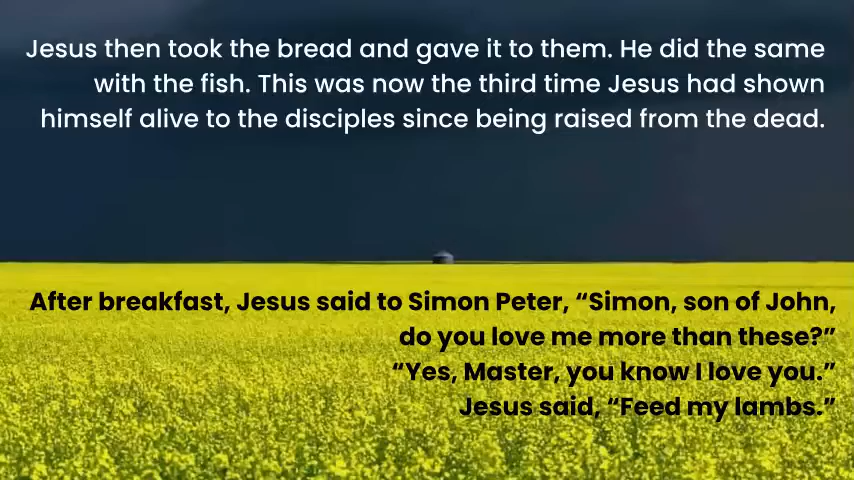 Jesus then took the bread and gave it to them. He did the same
with the fish. This was now the third time Jesus had shown
himself alive to the disciples since being raised from the dead.
After breakfast, Jesus said to Simon Peter, “Simon, son of John,
do you love me more than these?”
“Yes, Master, you know I love you.”
Jesus said, “Feed my lambs.”